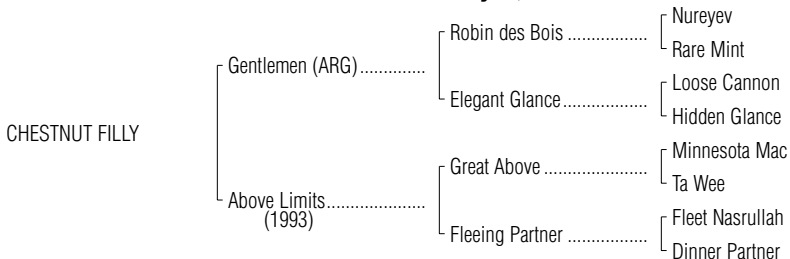 Nureyev
Robin des Bois .................
Rare Mint
Gentlemen (ARG)..............
Loose Cannon
Elegant Glance..................
Hidden Glance
CHESTNUT FILLY
Minnesota Mac
Great Above ......................
Ta Wee
Above Limits.....................
(1993)
Fleet Nasrullah
Fleeing Partner .................
Dinner Partner